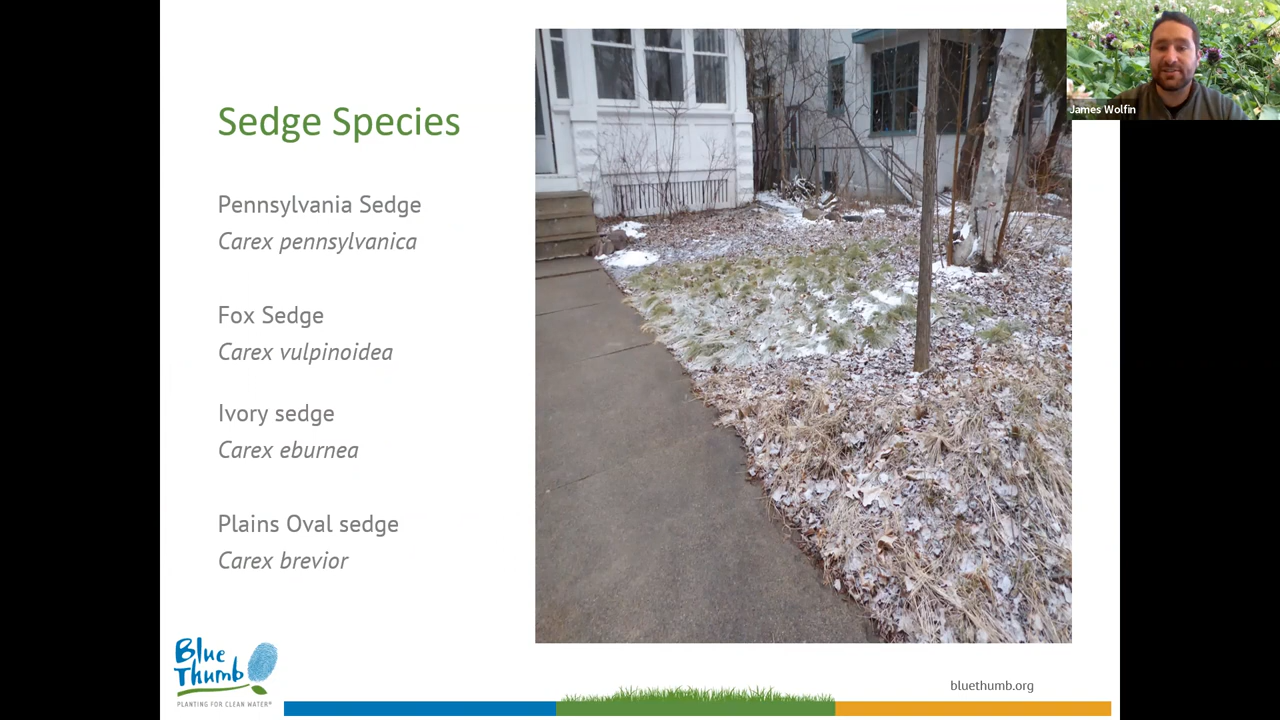 Sedge Species
Pennsylvania Sedge
Carex pennsylvanica
Fox Sedge
Carex vulpinoidea
Ivory sedge
Carex eburnea
Plains Oval sedge
Carex brevior
James Wolfin
Blue
Thumb
PLANTING FOR CLEAN WATER®
bluethumb.org